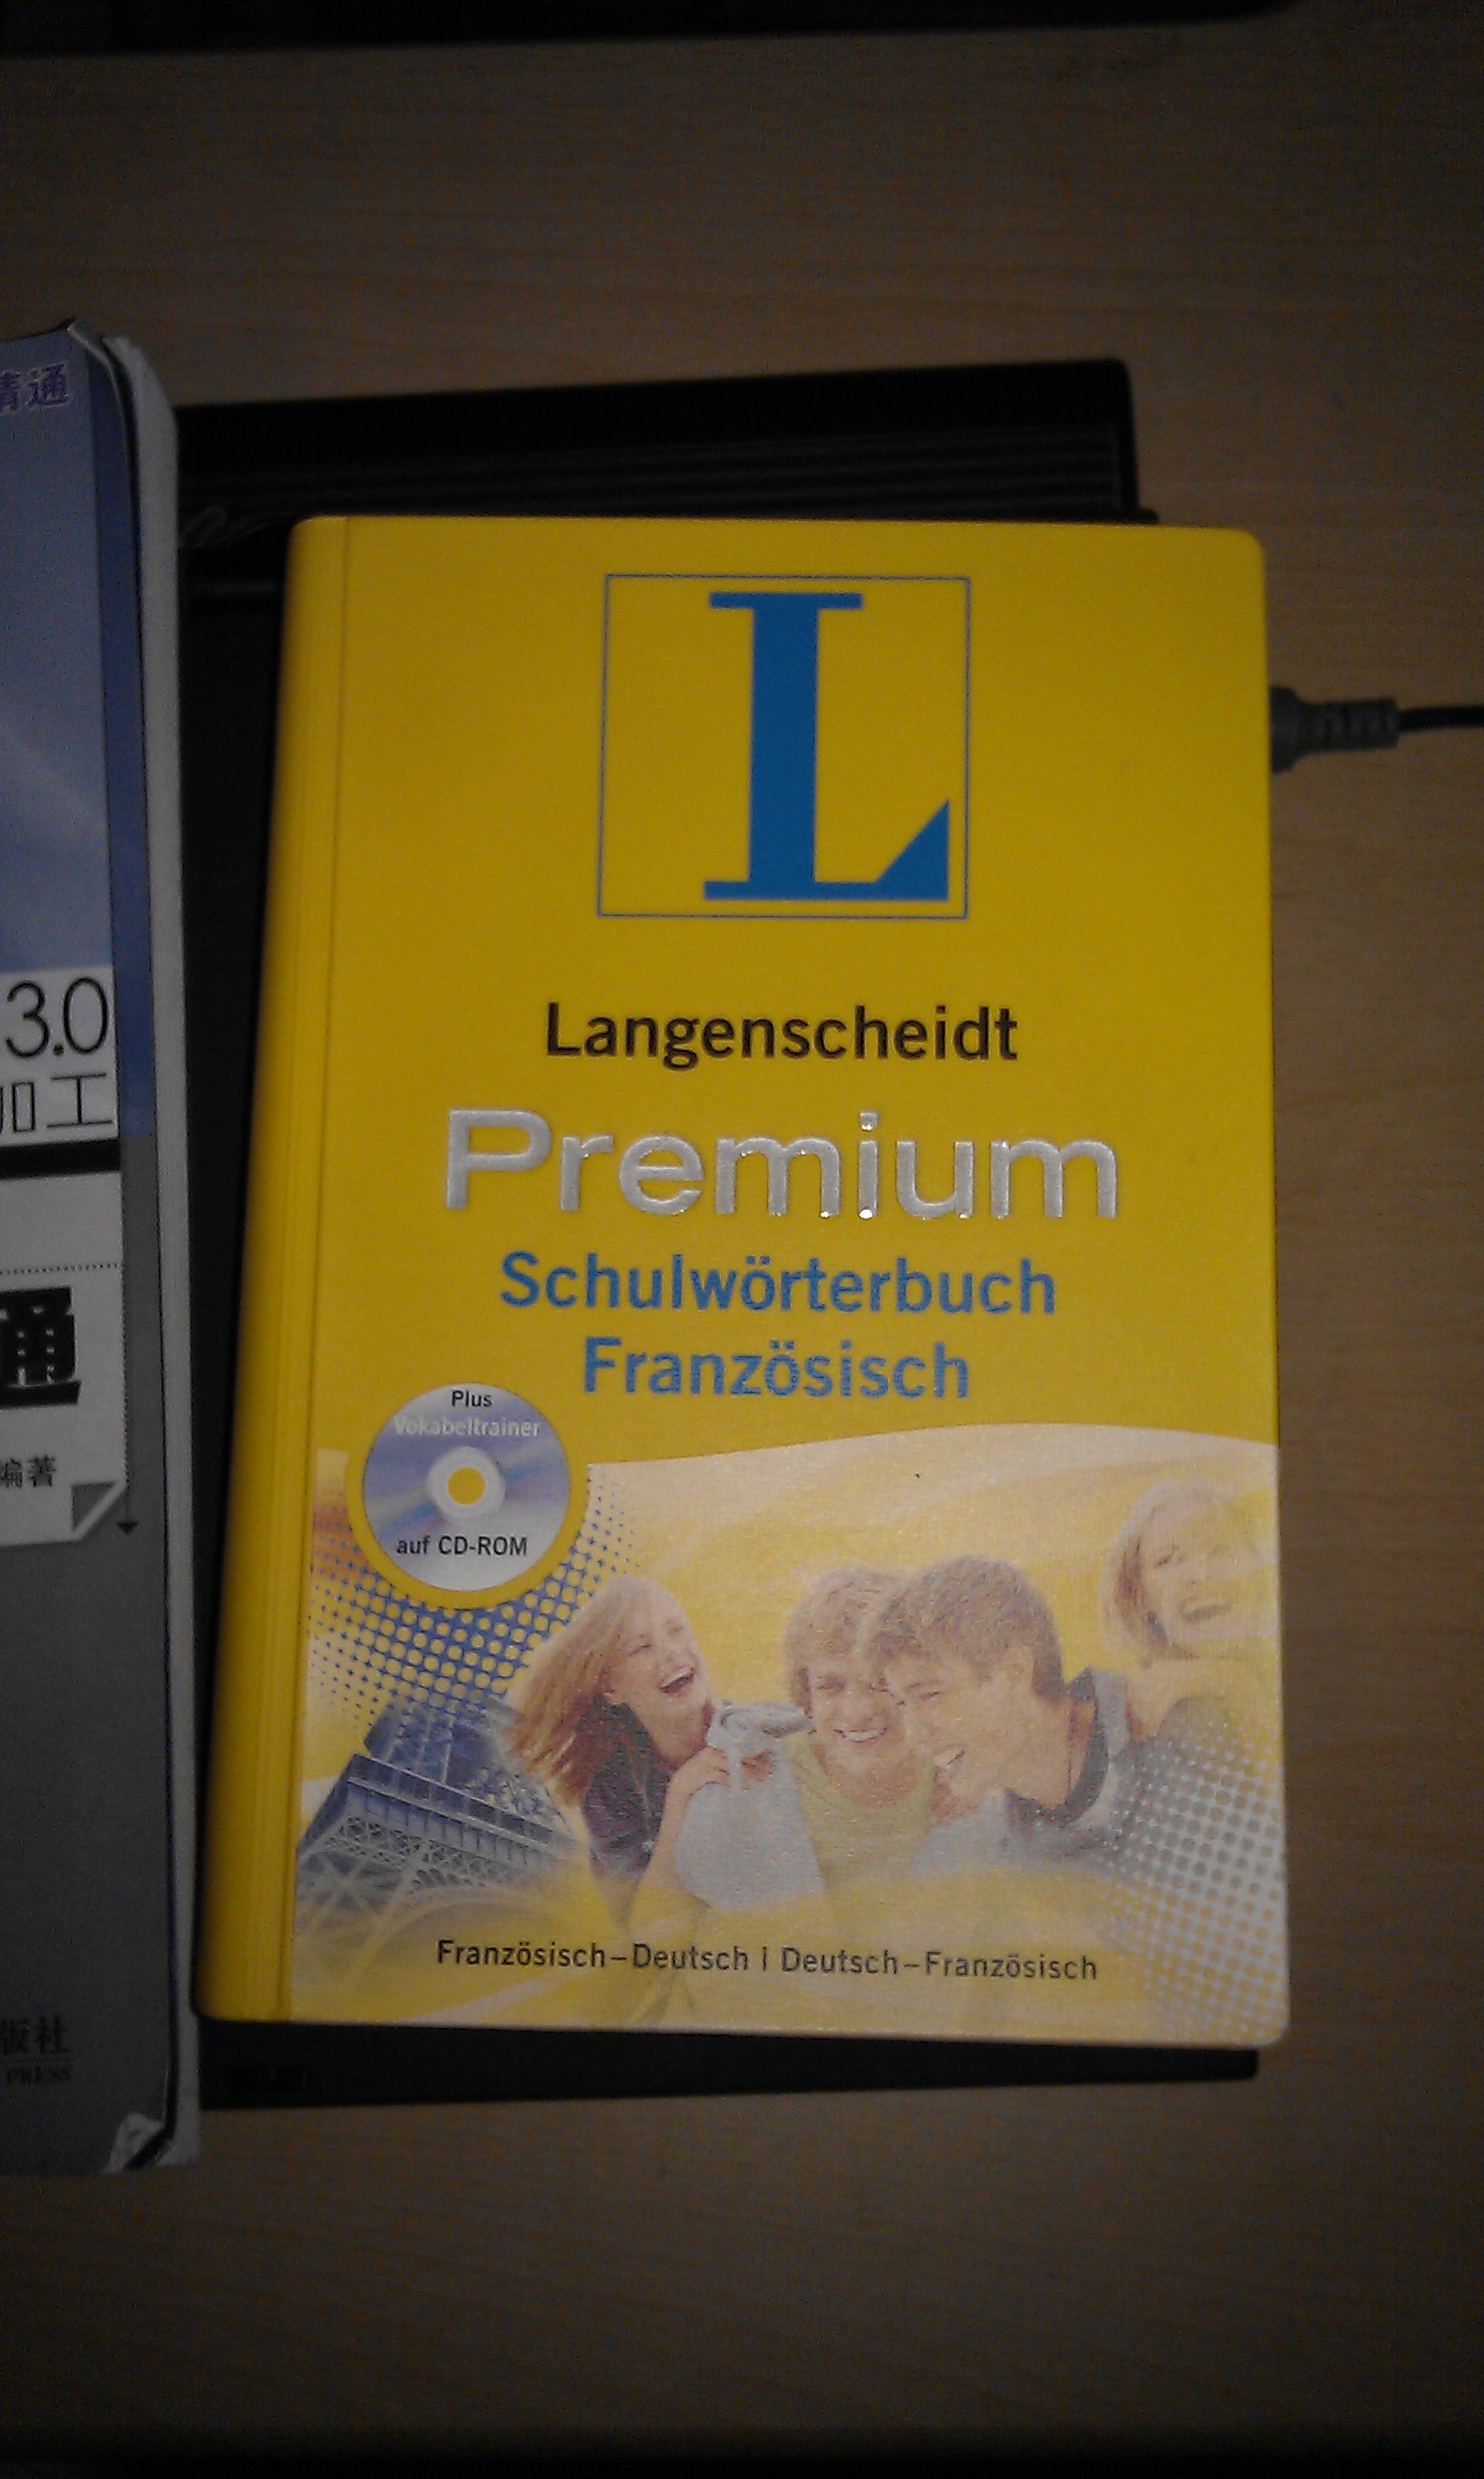 精通
3.0
加工
通
编著
版社
PRESS
L
Langenscheidt
Premium
Schulwörterbuch
Französisch
Plus
Vokabeltrainer
auf CD-ROM
Französisch–Deutsch | Deutsch–Französisch